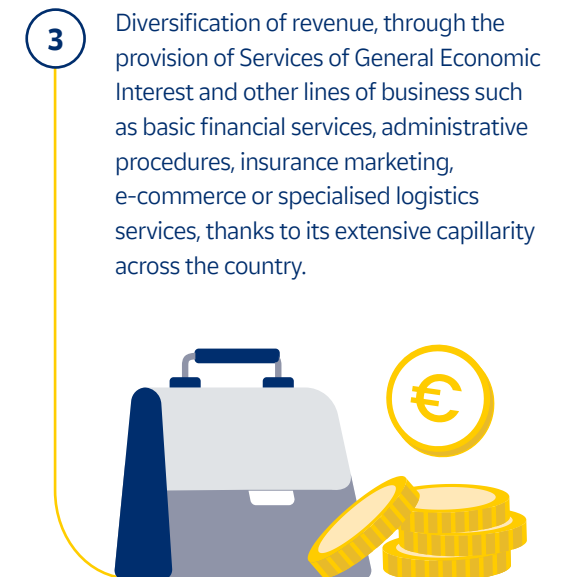 3
Diversification of revenue, through the
provision of Services of General Economic
Interest and other lines of business such
as basic financial services, administrative
procedures, insurance marketing,
e-commerce or specialised logistics
services, thanks to its extensive capillarity
across the country.
€